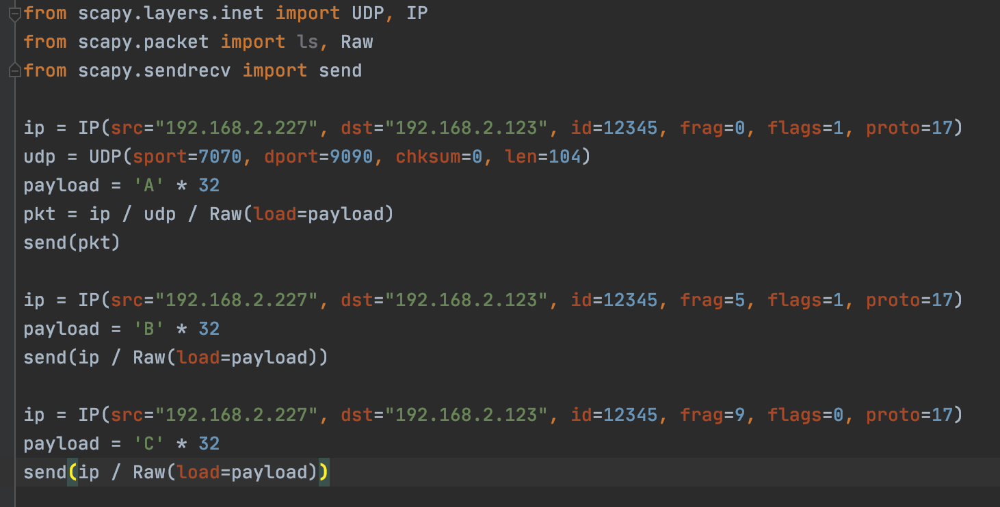 from scapy.layers.inet import UDP, IP
from scapy.packet import ls, Raw
from scapy.sendrecv import send
ip = IP(src="192.168.2.227", dst="192.168.2.123", id=12345, frag=0, flags=1, proto=17)
udp = UDP(sport=7070, dport=9090, chksum=0, len=104)
payload = 'A' * 32
pkt = ip / udp / Raw(load=payload)
send(pkt)
ip = IP(src="192.168.2.227", dst="192.168.2.123", id=12345, frag=5, flags=1, proto=17)
payload = 'B' * 32
send(ip / Raw(load=payload))
ip = IP(src="192.168.2.227", dst="192.168.2.123", id=12345, frag=9, flags=0, proto=17)
payload = 'C' * 32
send(ip / Raw(load=payload))